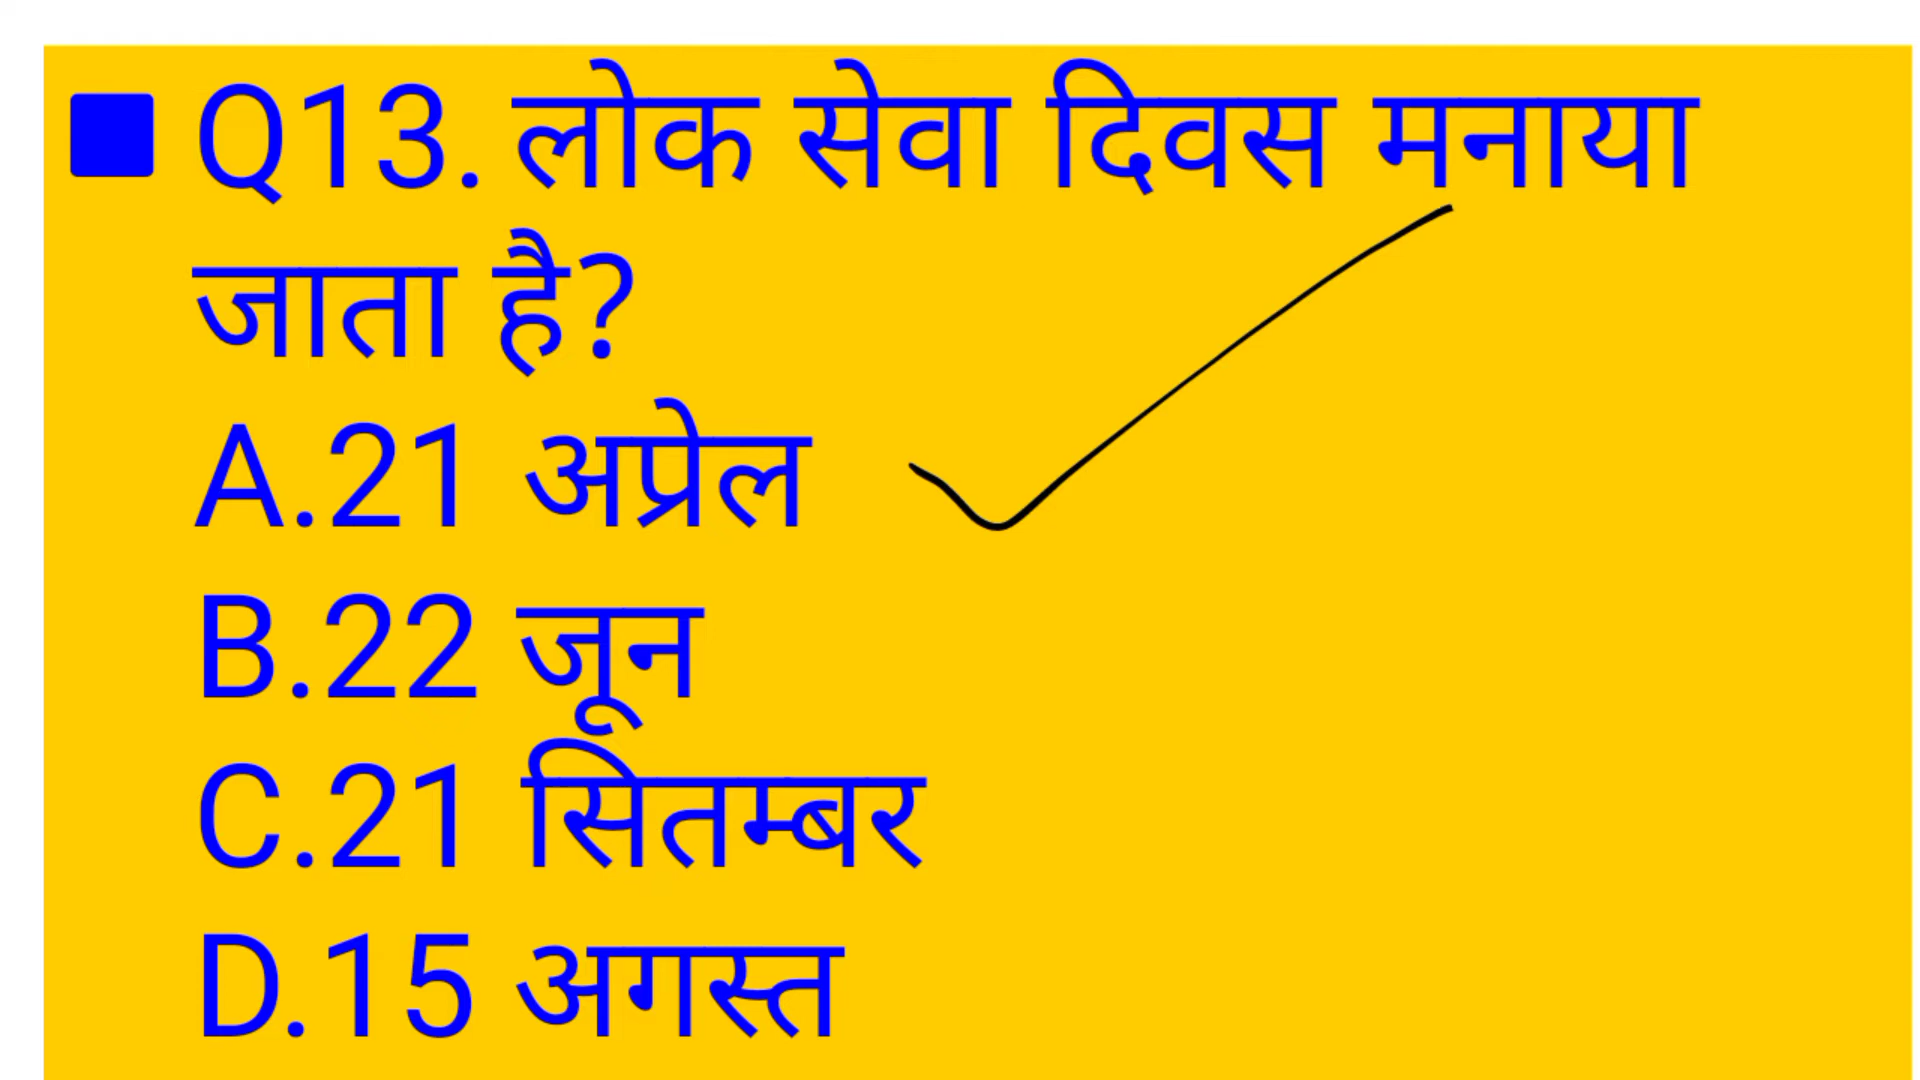 Q13. लोक सेवा दिवस मनाया
जाता है?
A.21 अप्रेल
B.22 जून
C.21 सितम्बर
D.15 अगस्त